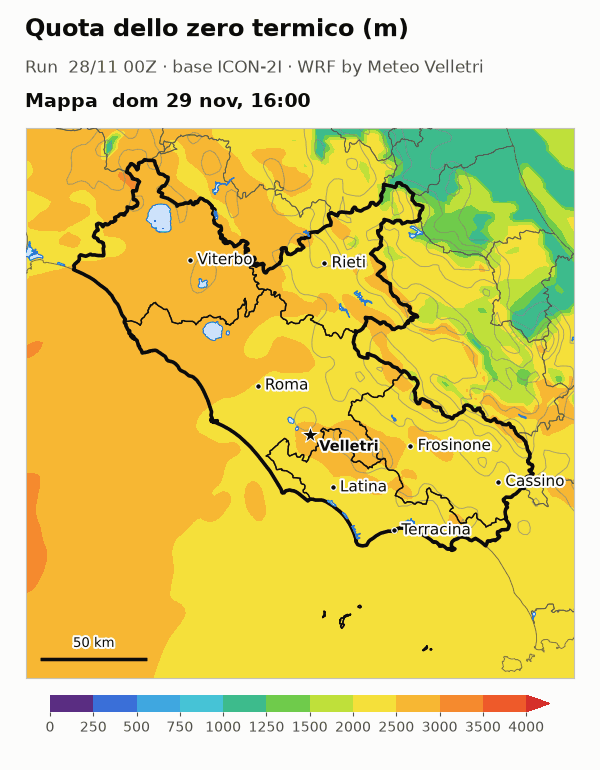 Quota dello zero termico (m)
Run  28/11 00Z · base ICON-2I · WRF by Meteo Velletri
Mappa  dom 29 nov, 16:00
Viterbo
Rieti
Roma
Velletri
Frosinone
Cassino
Latina
Terracina
50 km
0 250 500 750 1000 1250 1500 2000 2500 3000 3500 4000